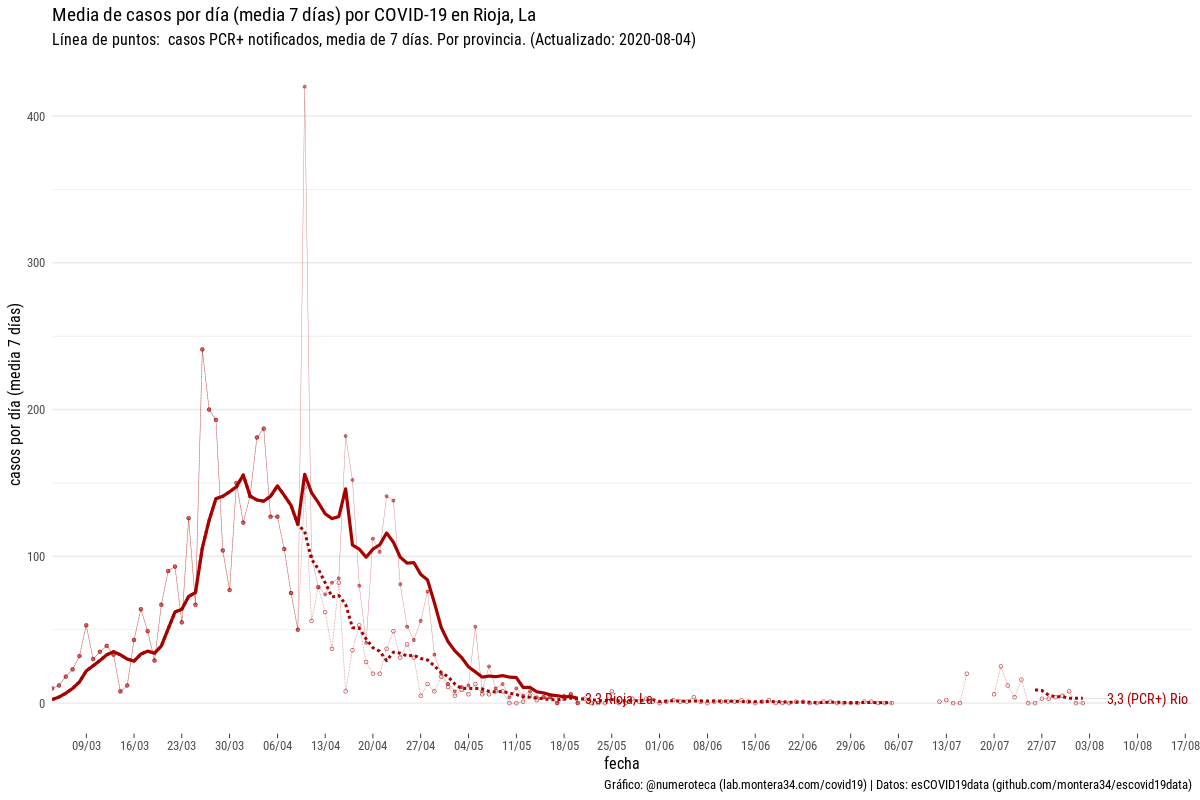 Media de casos por día (media 7 días) por COVID-19 en Rioja, La
Línea de puntos:  casos PCR+ notificados, media de 7 días. Por provincia. (Actualizado: 2020-08-04)
casos por día (media 7 días)
400
300
200
100
0
3,3 Rioja, La
3,3 (PCR+) Rio
09/03 16/03 23/03 30/03 06/04 13/04 20/04 27/04 04/05 11/05 18/05 25/05 01/06 08/06 15/06 22/06 29/06 06/07 13/07 20/07 27/07 03/08 10/08 17/08
fecha
Gráfico: @numeroteca (lab.montera34.com/covid19) | Datos: esCOVID19data (github.com/montera34/escovid19data)